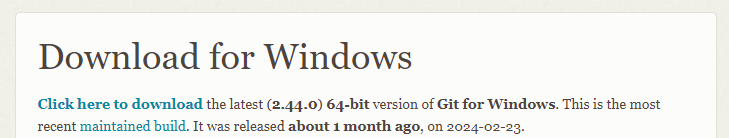 Download for Windows
Click here to download the latest (2.44.0) 64-bit version of Git for Windows. This is the most
recent maintained build. It was released about 1 month ago, on 2024-02-23.